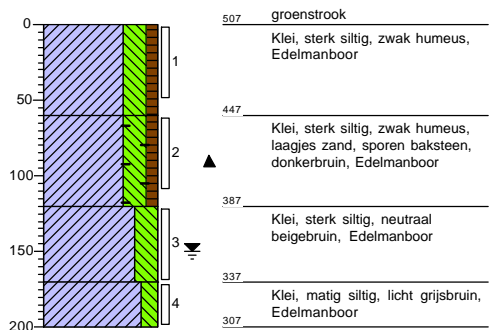 0
507 groenstrook
Klei, sterk siltig, zwak humeus,
Edelmanboor
1
50
447
Klei, sterk siltig, zwak humeus,
laagjes zand, sporen baksteen,
donkerbruin, Edelmanboor
2
100
387
Klei, sterk siltig, neutraal
beigebruin, Edelmanboor
3
150
337
Klei, matig siltig, licht grijsbruin,
Edelmanboor
4
200
307